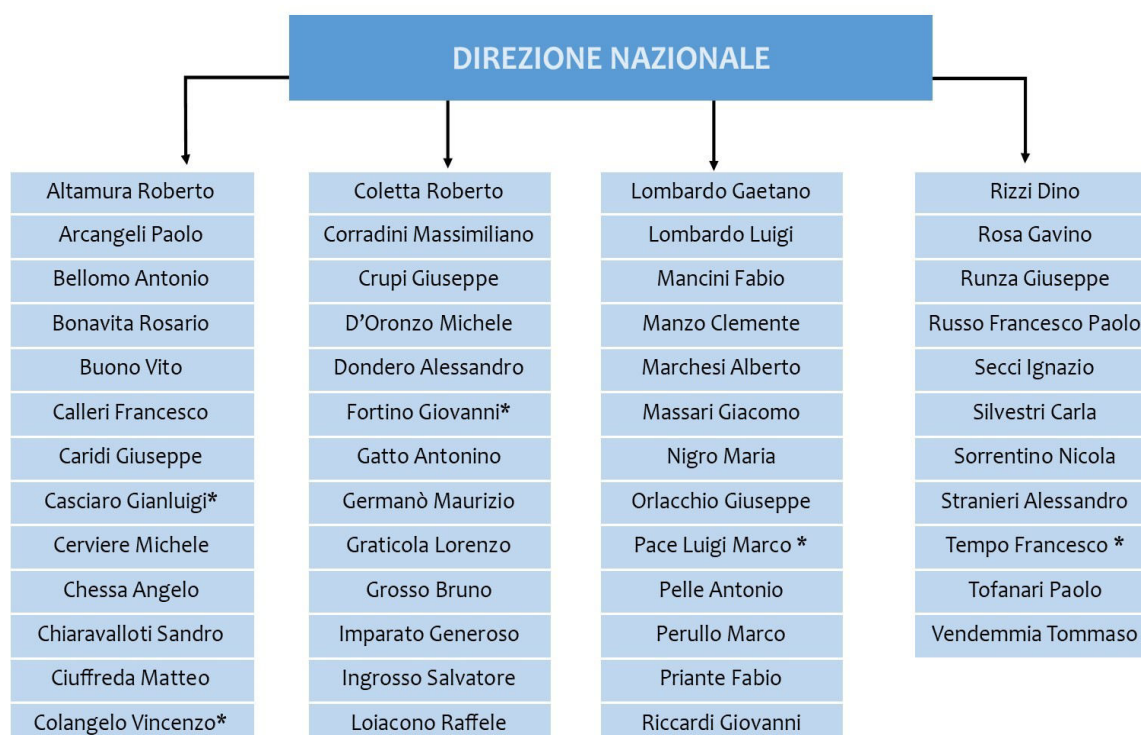 DIREZIONE NAZIONALE
Altamura Roberto
Arcangeli Paolo
Bellomo Antonio
Bonavita Rosario
Buono Vito
Calleri Francesco
Caridi Giuseppe
Casciaro Gianluigi*
Cerviere Michele
Chessa Angelo
Chiaravalloti Sandro
Ciuffreda Matteo
Colangelo Vincenzo*
Coletta Roberto
Corradini Massimiliano
Crupi Giuseppe
D’Oronzo Michele
Dondero Alessandro
Fortino Giovanni*
Gatto Antonino
Germanò Maurizio
Graticola Lorenzo
Grosso Bruno
Imparato Generoso
Ingrosso Salvatore
Loiacono Raffele
Lombardo Gaetano
Lombardo Luigi
Mancini Fabio
Manzo Clemente
Marchesi Alberto
Massari Giacomo
Nigro Maria
Orlacchio Giuseppe
Pace Luigi Marco *
Pelle Antonio
Perullo Marco
Priante Fabio
Riccardi Giovanni
Rizzi Dino
Rosa Gavino
Runza Giuseppe
Russo Francesco Paolo
Secci Ignazio
Silvestri Carla
Sorrentino Nicola
Stranieri Alessandro
Tempo Francesco *
Tofanari Paolo
Vendemmia Tommaso